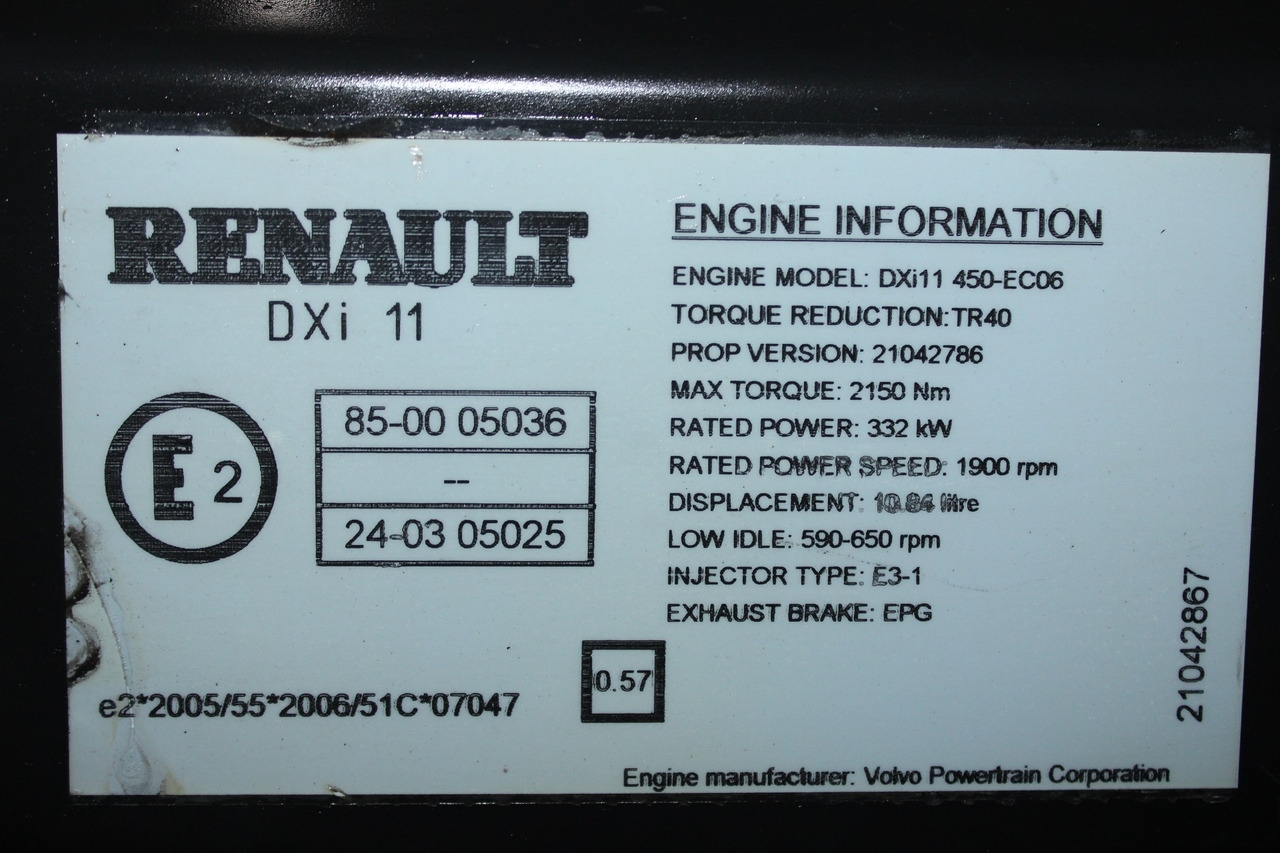 RENAULT
DXi 11
E 2
85-00 05036
--
24-03 05025
e2*2005/55*2006/51C*07047
0.57
ENGINE INFORMATION
ENGINE MODEL: DXi11 450-EC06
TORQUE REDUCTION:TR40
PROP VERSION: 21042786
MAX TORQUE: 2150 Nm
RATED POWER: 332 kW
RATED POWER SPEED: 1900 rpm
DISPLACEMENT: 10.84 litre
LOW IDLE: 590-650 rpm
INJECTOR TYPE: E3-1
EXHAUST BRAKE: EPG
21042867
Engine manufacturer: Volvo Powertrain Corporation